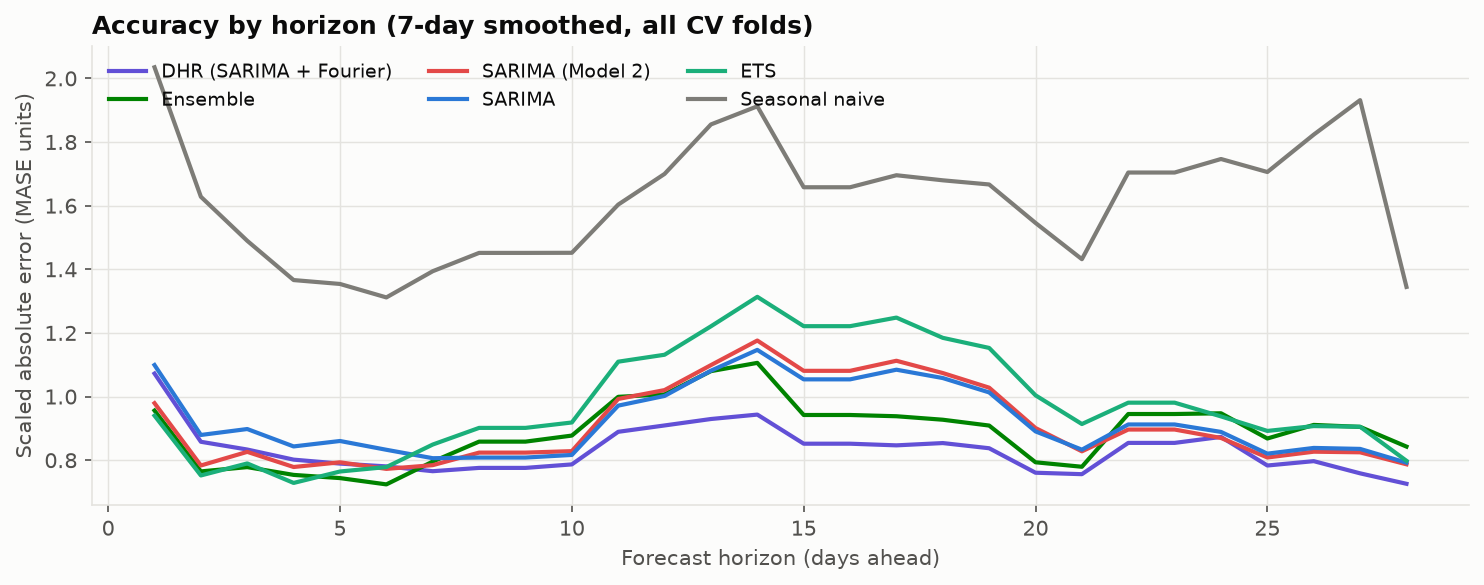 Accuracy by horizon (7-day smoothed, all CV folds)
DHR (SARIMA + Fourier)
SARIMA (Model 2)
ETS
Ensemble
SARIMA
Seasonal naive
Scaled absolute error (MASE units)
2.0
1.8
1.6
1.4
1.2
1.0
0.8
0
5
10
15
20
25
Forecast horizon (days ahead)